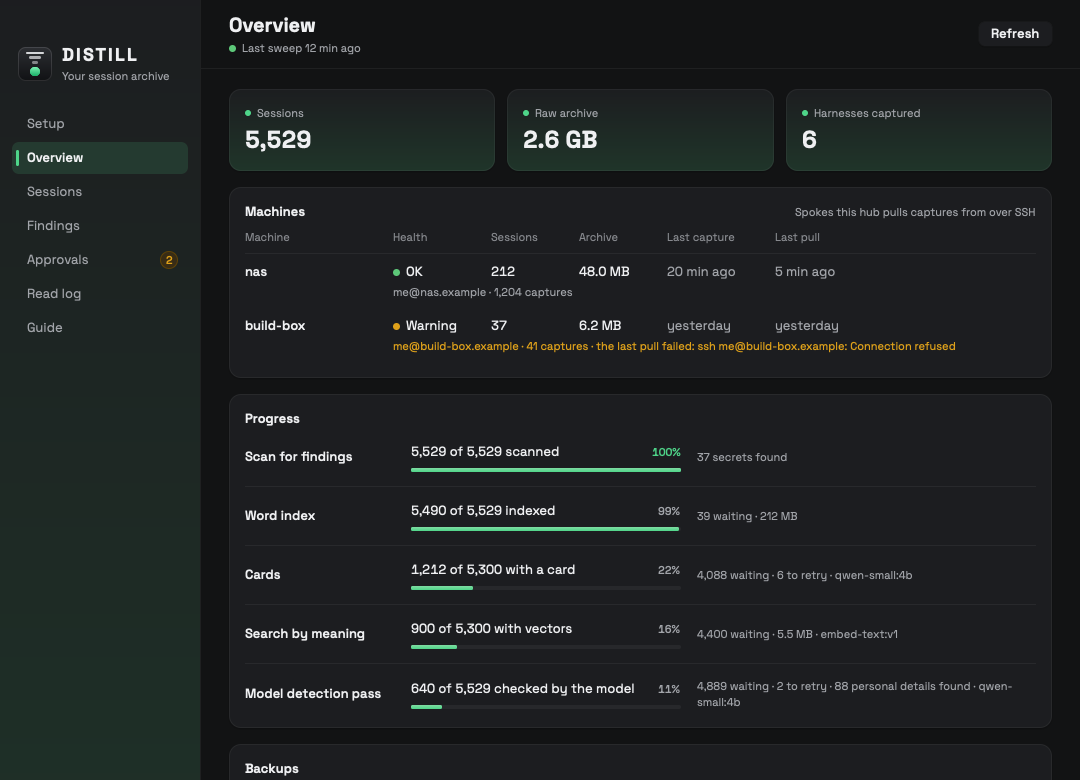 DISTILL
Your session archive
Setup
Overview
Sessions
Findings
Approvals 2
Read log
Guide
Overview
Last sweep 12 min ago
Refresh
Sessions
5,529
Raw archive
2.6 GB
Harnesses captured
6
Machines
Spokes this hub pulls captures from over SSH
Machine Health Sessions Archive Last capture Last pull
nas OK 212 48.0 MB 20 min ago 5 min ago
me@nas.example · 1,204 captures
build-box Warning 37 6.2 MB yesterday yesterday
me@build-box.example · 41 captures · the last pull failed: ssh me@build-box.example: Connection refused
Progress
Scan for findings 5,529 of 5,529 scanned 100% 37 secrets found
Word index 5,490 of 5,529 indexed 99% 39 waiting · 212 MB
Cards 1,212 of 5,300 with a card 22% 4,088 waiting · 6 to retry · qwen-small:4b
Search by meaning 900 of 5,300 with vectors 16% 4,400 waiting · 5.5 MB · embed-text:v1
Model detection pass 640 of 5,529 checked by the model 11% 4,889 waiting · 2 to retry · 88 personal details found · qwen-
small:4b
Backups